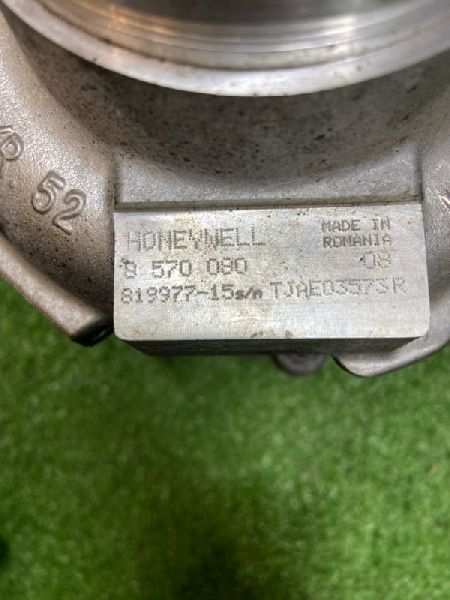 52
HONEYWELL
MADE IN
ROMANIA
8 570 080
08
819977-15s/n TJAE03573R